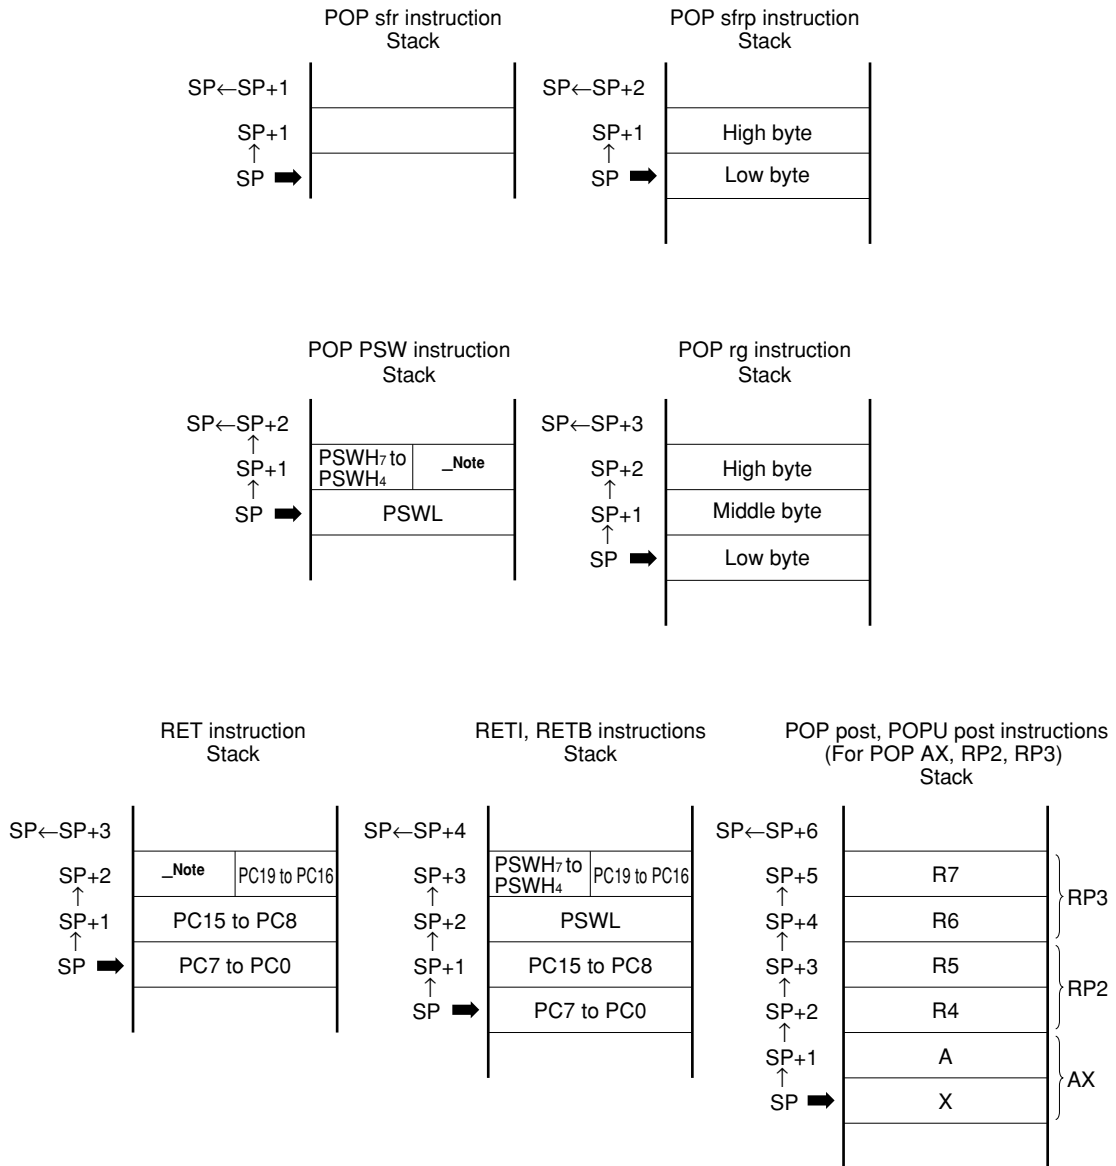 POP sfr instruction
Stack
SP←SP+1
SP+1
↑
SP
POP sfrp instruction
Stack
SP←SP+2
SP+1
↑
SP
High byte
Low byte
POP PSW instruction
Stack
SP←SP+2
↑
SP+1
↑
SP
PSWH7 to
PSWH4
_Note
PSWL
POP rg instruction
Stack
SP←SP+3
SP+2
↑
SP+1
↑
SP
High byte
Middle byte
Low byte
RET instruction
Stack
SP←SP+3
SP+2
↑
SP+1
↑
SP
_Note
PC19 to PC16
PC15 to PC8
PC7 to PC0
RETI, RETB instructions
Stack
SP←SP+4
SP+3
↑
SP+2
↑
SP+1
↑
SP
PSWH7 to
PSWH4
PC19 to PC16
PSWL
PC15 to PC8
PC7 to PC0
POP post, POPU post instructions
(For POP AX, RP2, RP3)
Stack
SP←SP+6
SP+5
↑
SP+4
↑
SP+3
↑
SP+2
↑
SP+1
↑
SP
R7
R6
R5
R4
A
X
RP3
RP2
AX